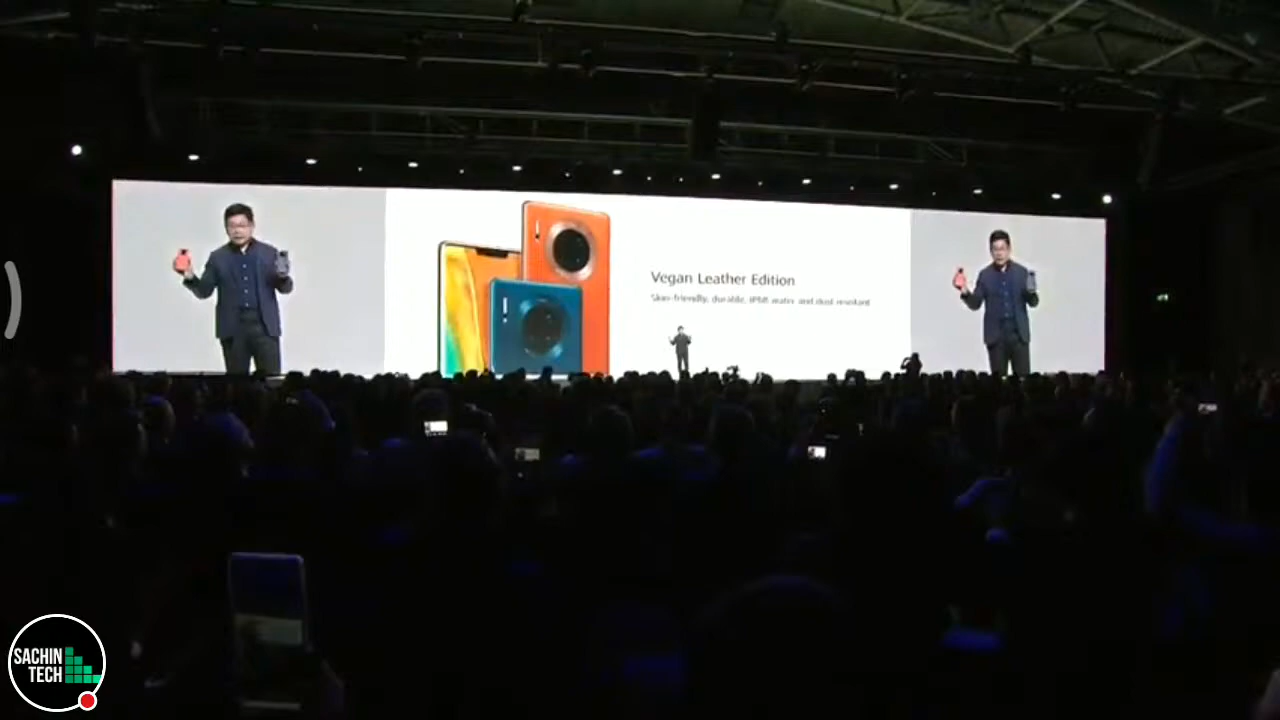 Vegan Leather Edition
Skin-friendly, durable, IP68 water and dust resistant
SACHIN
TECH